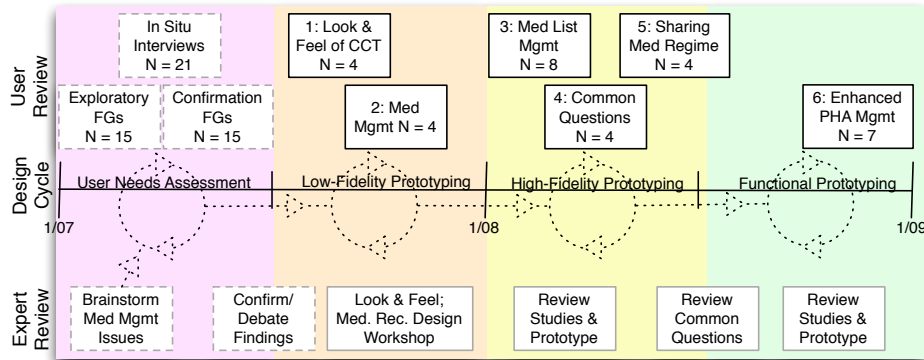 User
Review
In Situ
Interviews
N = 21
1: Look &
Feel of CCT
N = 4
3: Med List
Mgmt
N = 8
5: Sharing
Med Regime
N = 4
Exploratory
FGs
N = 15
Confirmation
FGs
N = 15
2: Med
Mgmt N = 4
4: Common
Questions
N = 4
6: Enhanced
PHA Mgmt
N = 7
Design
Cycle
User Needs Assessment
Low-Fidelity Prototyping
High-Fidelity Prototyping
Functional Prototyping
1/07
1/08
1/09
Expert
Review
Brainstorm
Med Mgmt
Issues
Confirm/
Debate
Findings
Look & Feel;
Med. Rec. Design
Workshop
Review
Studies &
Prototype
Review
Common
Questions
Review
Studies &
Prototype